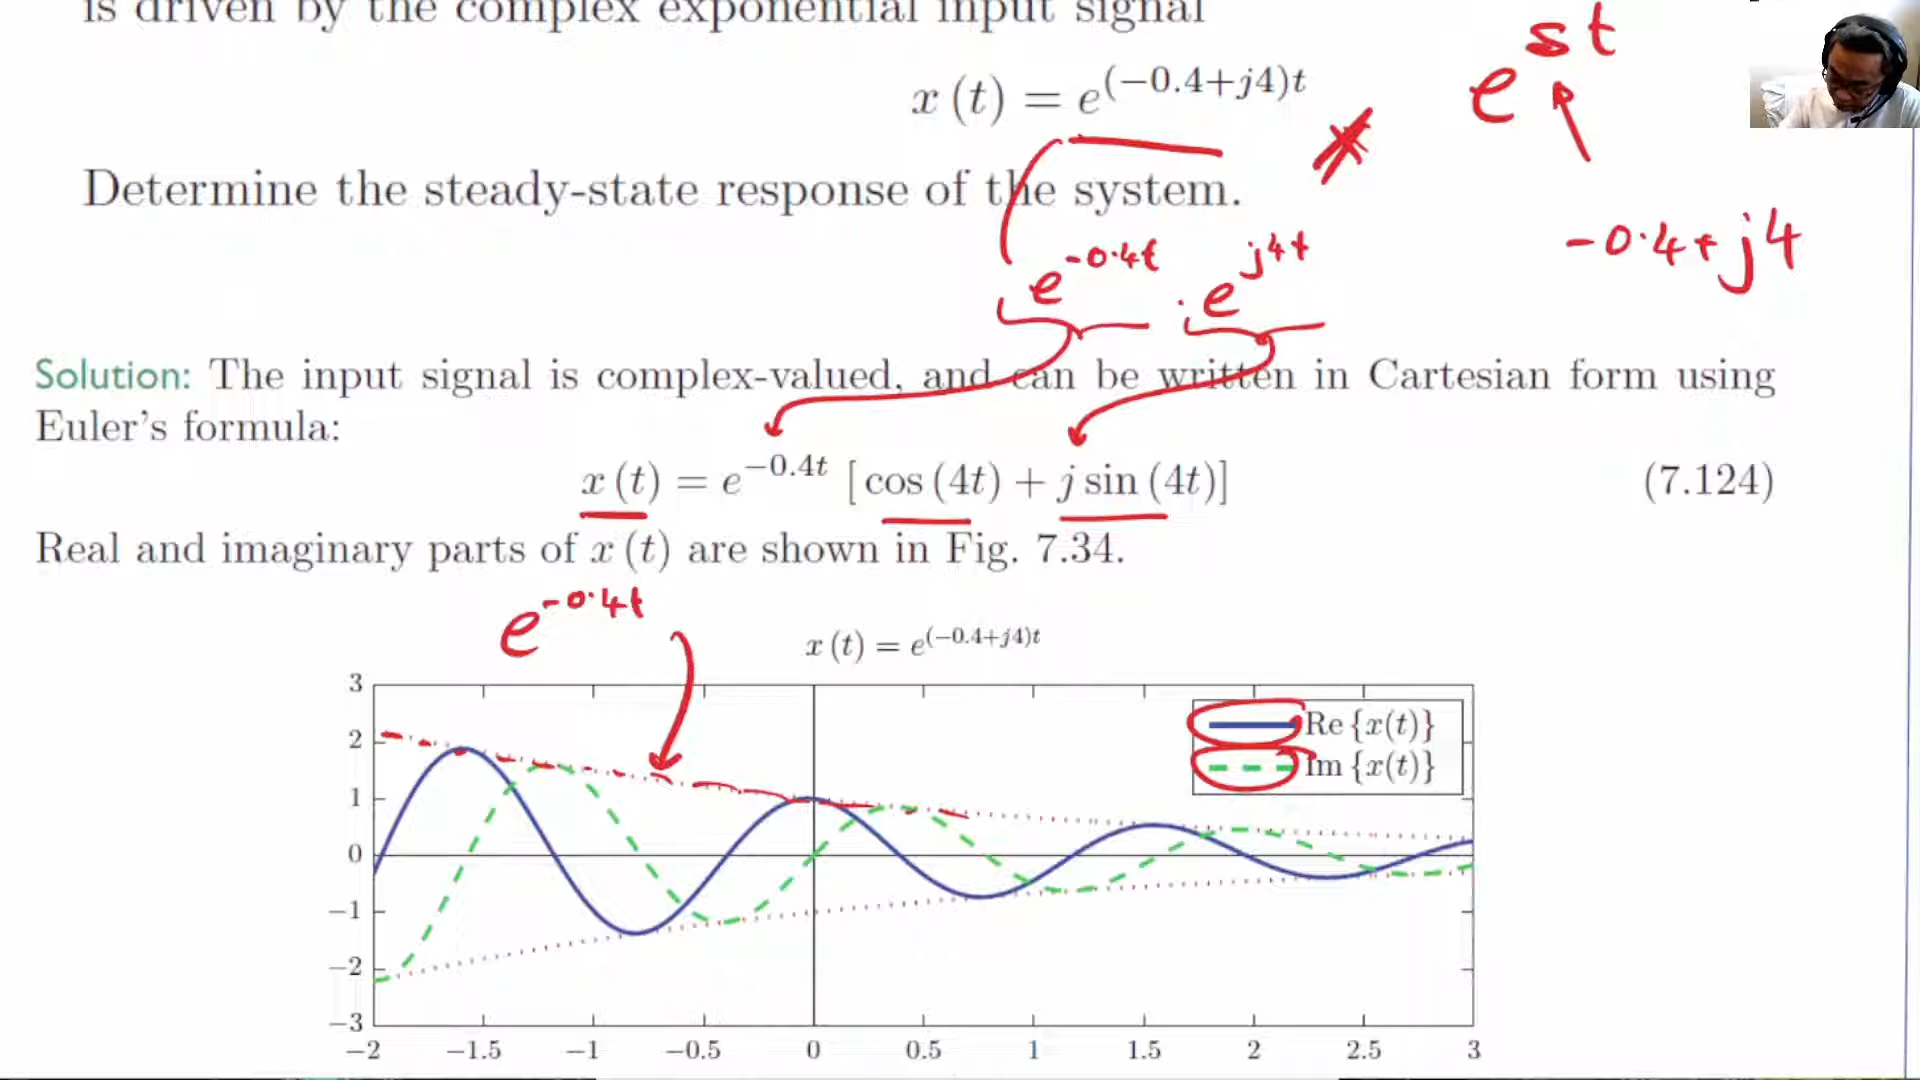 is driven by the complex exponential input signal
x (t) = e^(−0.4+j4)t
e^st
Determine the steady-state response of the system.
-0.4+j4
e^-0.4t . e^j4t
Solution: The input signal is complex-valued, and can be written in Cartesian form using
Euler's formula:
x (t) = e^−0.4t [cos (4t) + j sin (4t)] (7.124)
Real and imaginary parts of x (t) are shown in Fig. 7.34.
e^-0.4t
x (t) = e^(−0.4+j4)t
Re {x(t)}
Im {x(t)}
3
2
1
0
−1
−2
−3
−2 −1.5 −1 −0.5 0 0.5 1 1.5 2 2.5 3